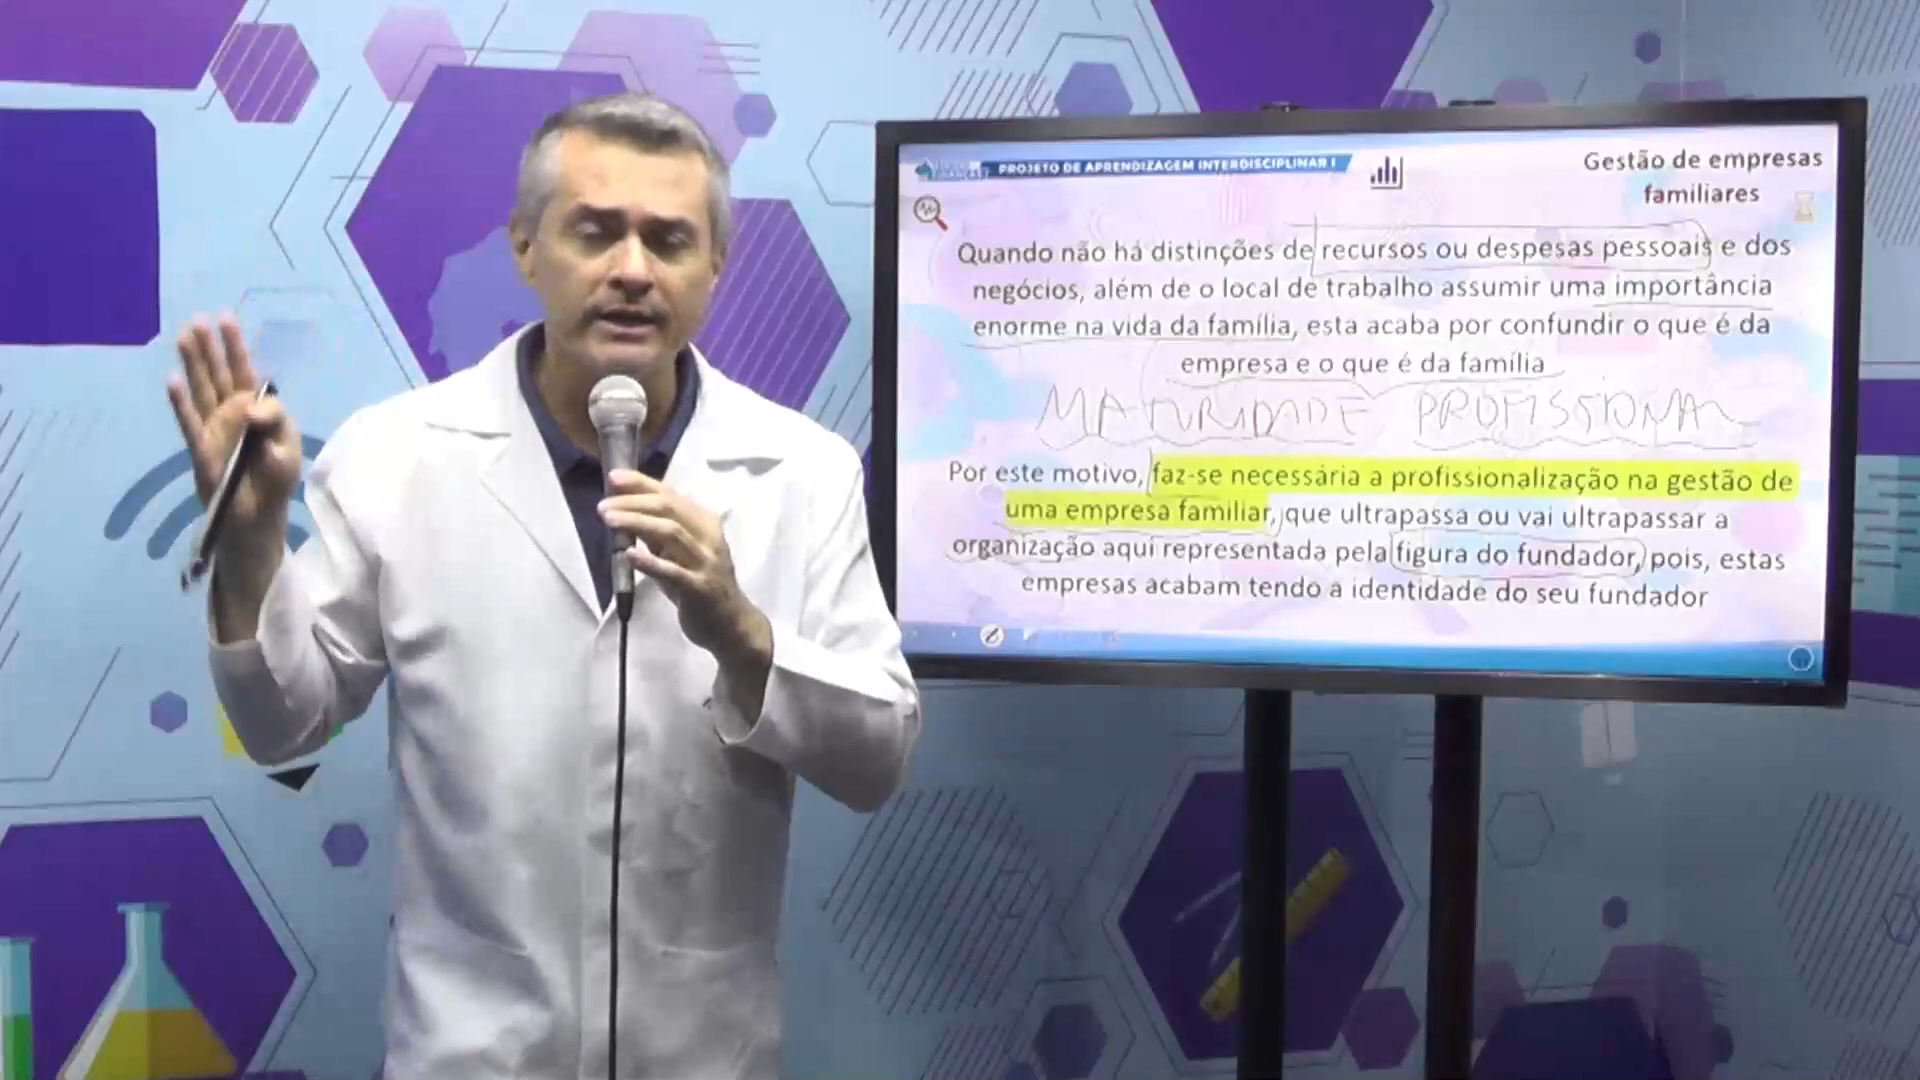 PROJETO DE APRENDIZAGEM INTERDISCIPLINAR I
Gestão de empresas
familiares
Quando não há distinções de recursos ou despesas pessoais e dos
negócios, além de o local de trabalho assumir uma importância
enorme na vida da família, esta acaba por confundir o que é da
empresa e o que é da família
MATURIDADE PROFISSIONAL
Por este motivo, faz-se necessária a profissionalização na gestão de
uma empresa familiar, que ultrapassa ou vai ultrapassar a
organização aqui representada pela figura do fundador, pois, estas
empresas acabam tendo a identidade do seu fundador